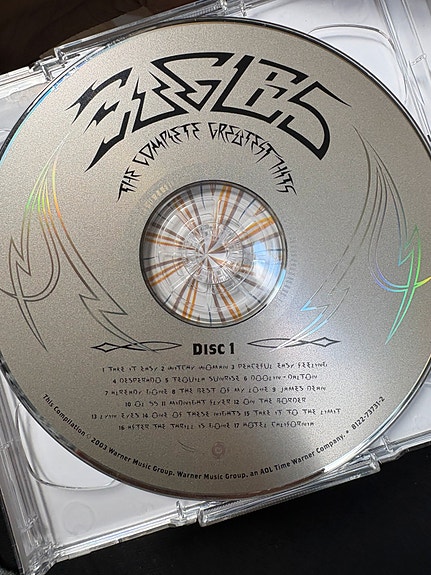 EAGLES
THE COMPLETE GREATEST HITS
DISC 1
1 TAKE IT EASY 2 WITCHY WOMAN 3 PEACEFUL EASY FEELING
4 DESPERADO 5 TEQUILA SUNRISE 6 DOOLIN-DALTON
7 ALREADY GONE 8 THE BEST OF MY LOVE 9 JAMES DEAN
10 OL' 55 11 MIDNIGHT FLYER 12 ON THE BORDER
13 LYIN' EYES 14 ONE OF THESE NIGHTS 15 TAKE IT TO THE LIMIT
16 AFTER THE THRILL IS GONE 17 HOTEL CALIFORNIA
This Compilation 2003 Warner Music Group. Warner Music Group, an AOL Time Warner Company. • 8122-73731-2